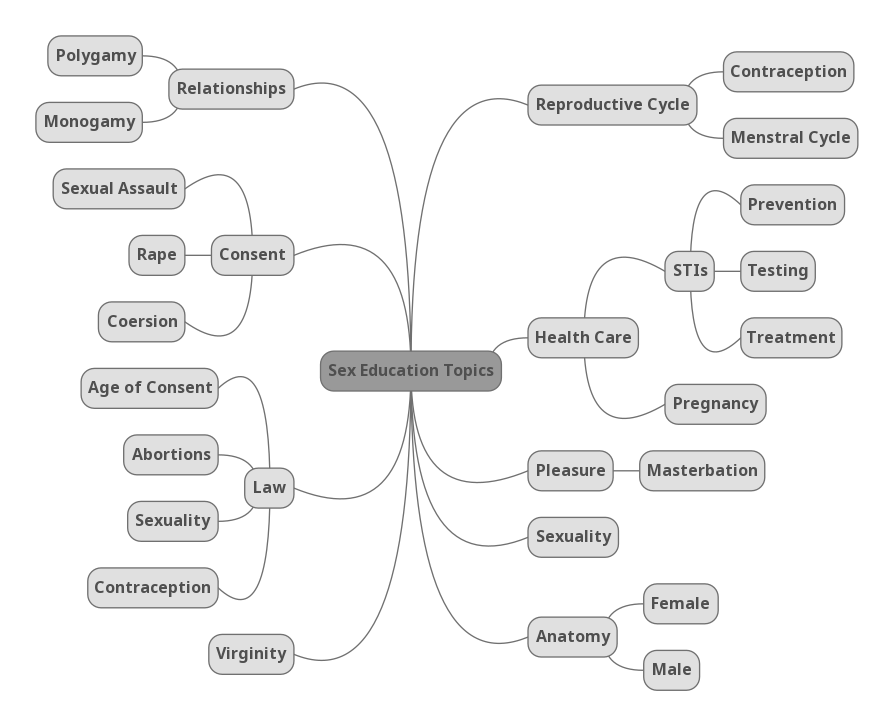 Sex Education Topics
Relationships
Polygamy
Monogamy
Consent
Sexual Assault
Rape
Coersion
Law
Age of Consent
Abortions
Sexuality
Contraception
Virginity
Reproductive Cycle
Contraception
Menstral Cycle
Health Care
STIs
Prevention
Testing
Treatment
Pregnancy
Pleasure
Masterbation
Sexuality
Anatomy
Female
Male